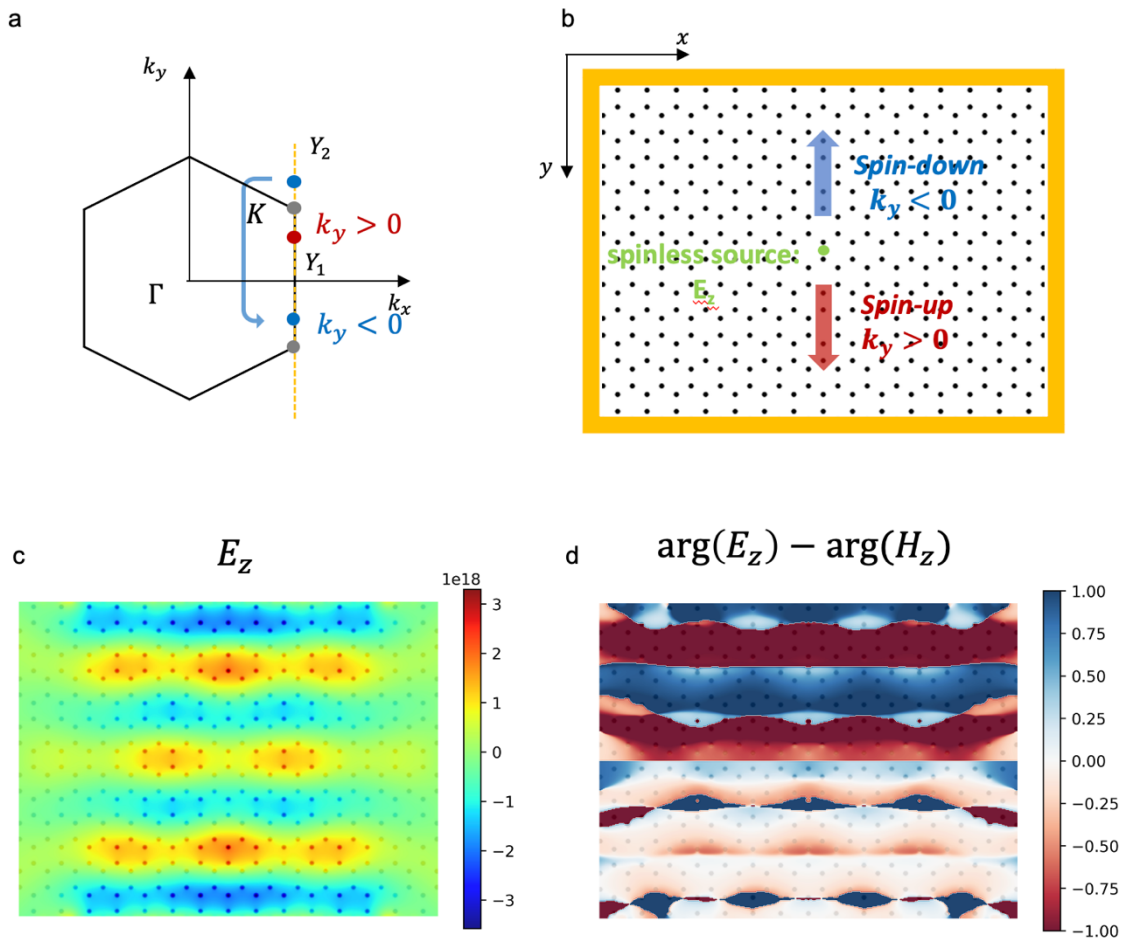 a
k_y
Y_2
K
k_y > 0
Y_1
Γ
k_x
k_y < 0
b
x
y
Spin-down
k_y < 0
spinless source:
E_z
Spin-up
k_y > 0
c
E_z
1e18
3
2
1
0
−1
−2
−3
d
arg(E_z) − arg(H_z)
1.00
0.75
0.50
0.25
0.00
−0.25
−0.50
−0.75
−1.00